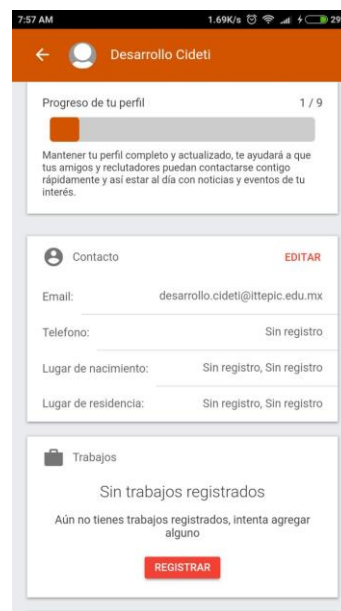 7:57 AM 1.69K/s 29
Desarrollo Cideti
Progreso de tu perfil 1 / 9
Mantener tu perfil completo y actualizado, te ayudará a que
tus amigos y reclutadores puedan contactarse contigo
rápidamente y así estar al día con noticias y eventos de tu
interés.
Contacto EDITAR
Email: desarrollo.cideti@ittepic.edu.mx
Telefono: Sin registro
Lugar de nacimiento: Sin registro, Sin registro
Lugar de residencia: Sin registro, Sin registro
Trabajos
Sin trabajos registrados
Aún no tienes trabajos registrados, intenta agregar
alguno
REGISTRAR